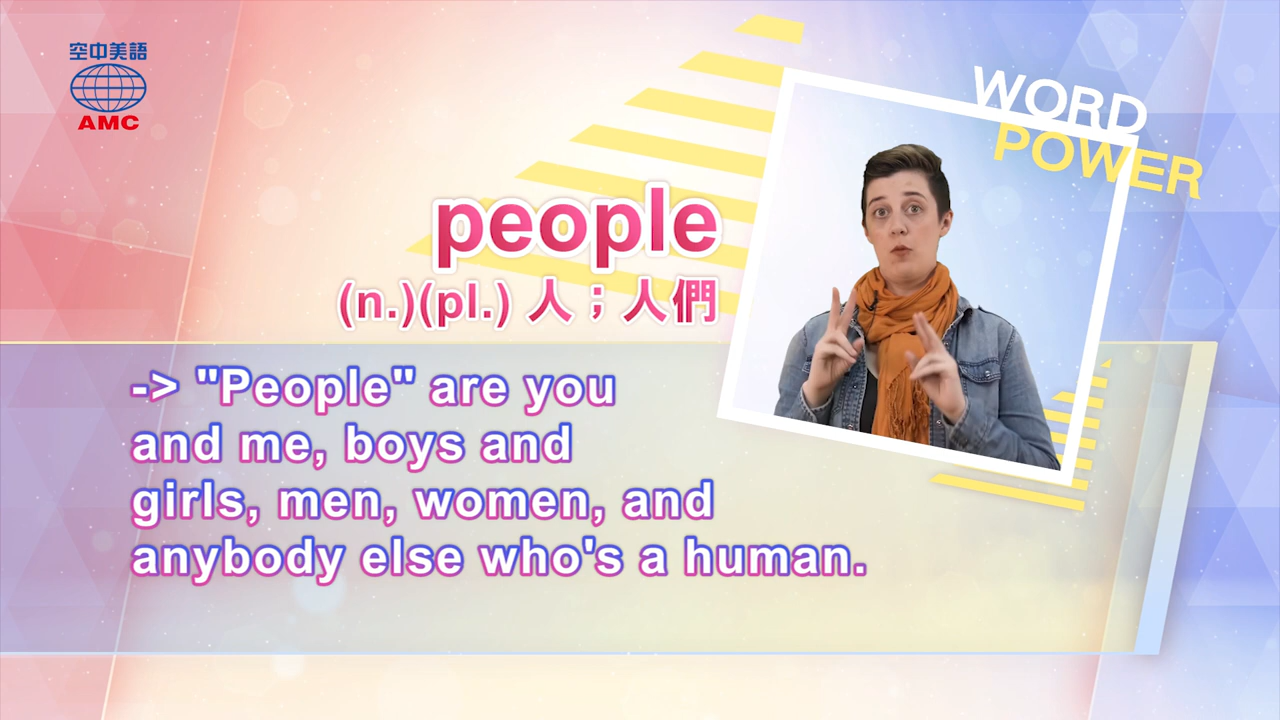 空中美語
AMC
WORD
POWER
people
(n.)(pl.) 人；人們
-> "People" are you
and me, boys and
girls, men, women, and
anybody else who's a human.